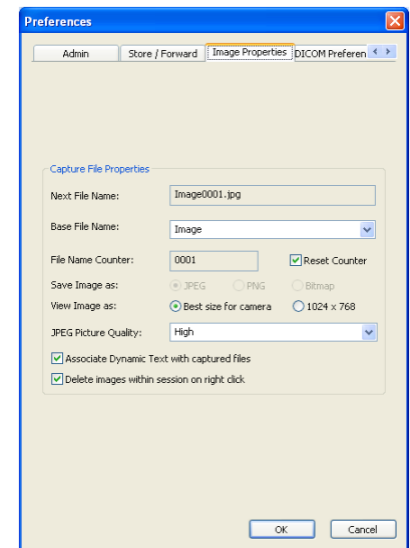 Preferences
Admin Store / Forward Image Properties DICOM Preferen
Capture File Properties
Next File Name: Image0001.jpg
Base File Name: Image
File Name Counter: 0001 Reset Counter
Save Image as: JPEG PNG Bitmap
View Image as: Best size for camera 1024 x 768
JPEG Picture Quality: High
Associate Dynamic Text with captured files
Delete images within session on right click
OK Cancel